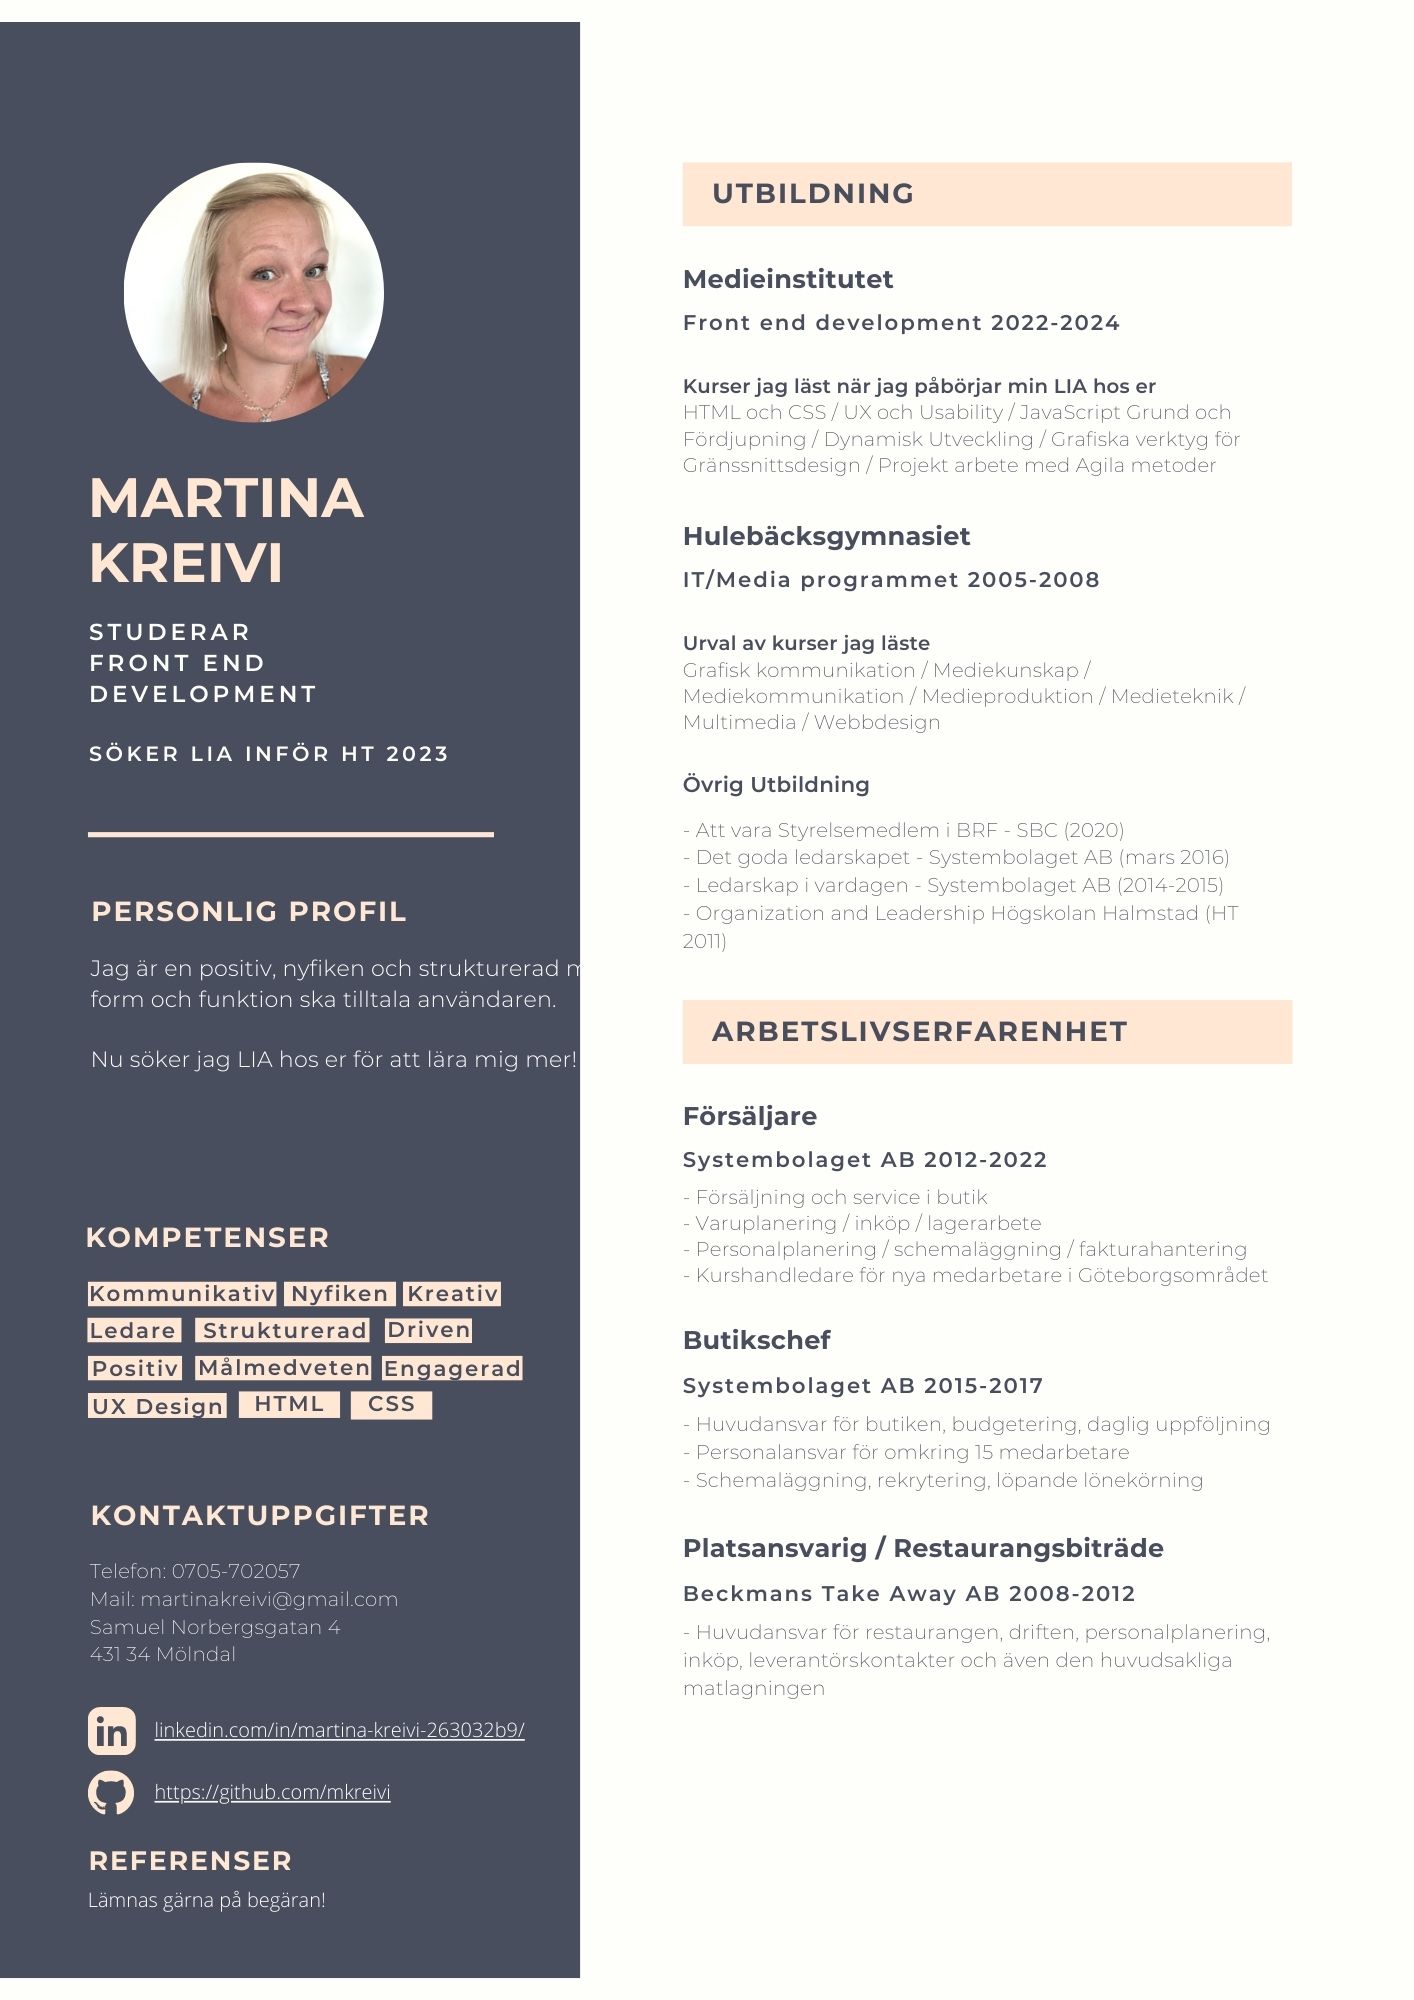 MARTINA
KREIVI
STUDERAR
FRONT END
DEVELOPMENT
SÖKER LIA INFÖR HT 2023
PERSONLIG PROFIL
Jag är en positiv, nyfiken och strukturerad
form och funktion ska tilltala användaren.
Nu söker jag LIA hos er för att lära mig mer!
KOMPETENSER
Kommunikativ Nyfiken Kreativ
Ledare Strukturerad Driven
Positiv Målmedveten Engagerad
UX Design HTML CSS
KONTAKTUPPGIFTER
Telefon: 0705-702057
Mail: martinakreivi@gmail.com
Samuel Norbergsgatan 4
431 34 Mölndal
in linkedin.com/in/martina-kreivi-263032b9/
https://github.com/mkreivi
REFERENSER
Lämnas gärna på begäran!
UTBILDNING
Medieinstitutet
Front end development 2022-2024
Kurser jag läst när jag påbörjar min LIA hos er
HTML och CSS / UX och Usability / JavaScript Grund och
Fördjupning / Dynamisk Utveckling / Grafiska verktyg för
Gränssnittsdesign / Projekt arbete med Agila metoder
Hulebäcksgymnasiet
IT/Media programmet 2005-2008
Urval av kurser jag läste
Grafisk kommunikation / Mediekunskap /
Mediekommunikation / Medieproduktion / Medieteknik /
Multimedia / Webbdesign
Övrig Utbildning
- Att vara Styrelsemedlem i BRF - SBC (2020)
- Det goda ledarskapet - Systembolaget AB (mars 2016)
- Ledarskap i vardagen - Systembolaget AB (2014-2015)
- Organization and Leadership Högskolan Halmstad (HT
2011)
ARBETSLIVSERFARENHET
Försäljare
Systembolaget AB 2012-2022
- Försäljning och service i butik
- Varuplanering / inköp / lagerarbete
- Personalplanering / schemaläggning / fakturahantering
- Kurshandledare för nya medarbetare i Göteborgsområdet
Butikschef
Systembolaget AB 2015-2017
- Huvudansvar för butiken, budgetering, daglig uppföljning
- Personalansvar för omkring 15 medarbetare
- Schemaläggning, rekrytering, löpande lönekörning
Platsansvarig / Restaurangsbiträde
Beckmans Take Away AB 2008-2012
- Huvudansvar för restaurangen, driften, personalplanering,
inköp, leverantörskontakter och även den huvudsakliga
matlagningen